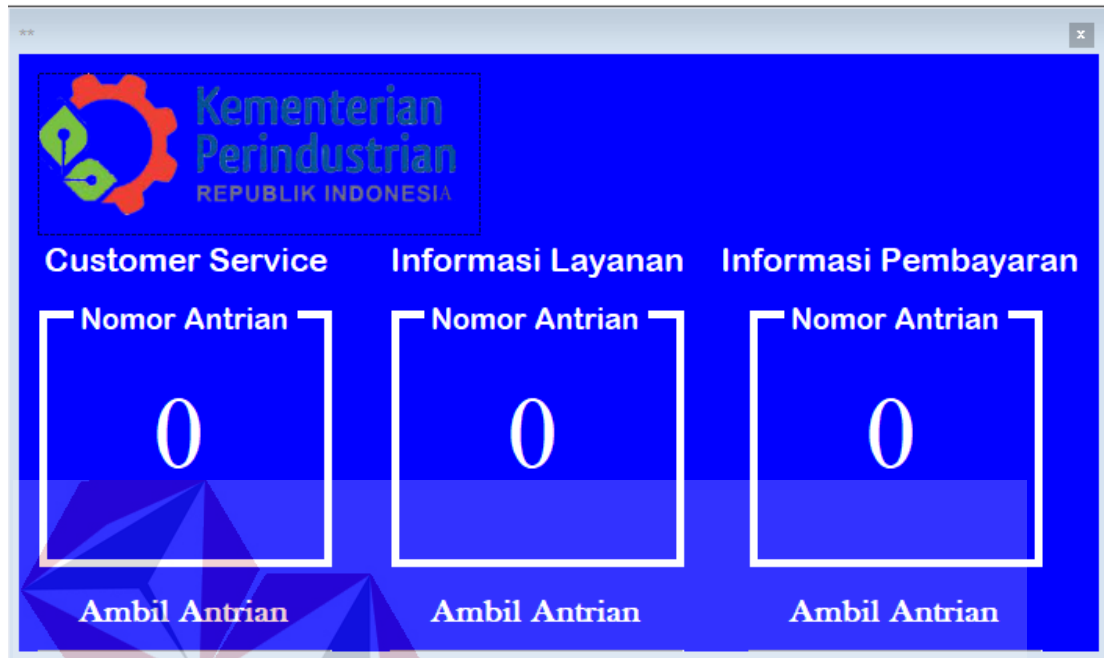 **
x
Kementerian
Perindustrian
REPUBLIK INDONESIA
Customer Service Informasi Layanan Informasi Pembayaran
Nomor Antrian Nomor Antrian Nomor Antrian
0 0 0
Ambil Antrian Ambil Antrian Ambil Antrian